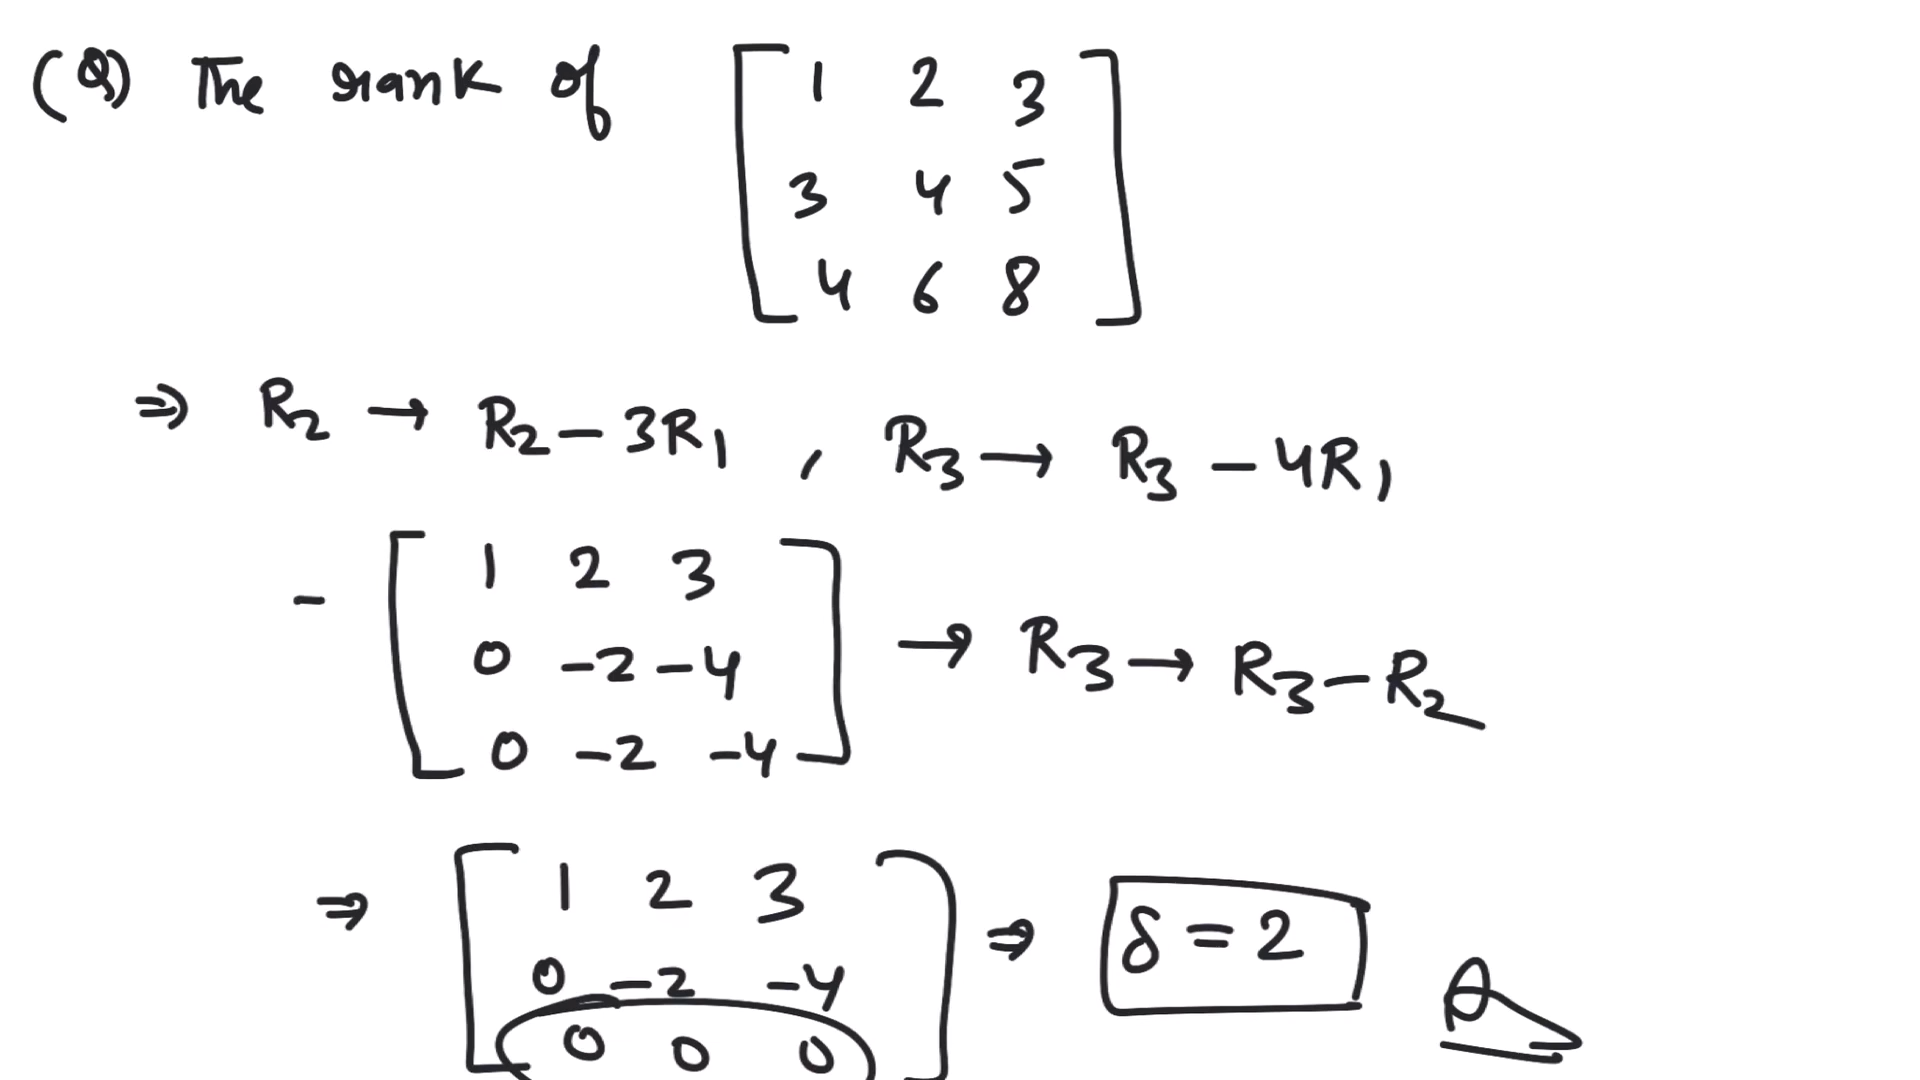 (Q) The rank of [ 1 2 3
3 4 5
4 6 8 ]
⇒ R₂ → R₂ – 3R₁ , R₃ → R₃ – 4R₁
- [ 1 2 3
0 –2 –4
0 –2 –4 ] → R₃ → R₃ – R₂
⇒ [ 1 2 3
0 –2 –4
0 0 0 ] ⇒ δ = 2